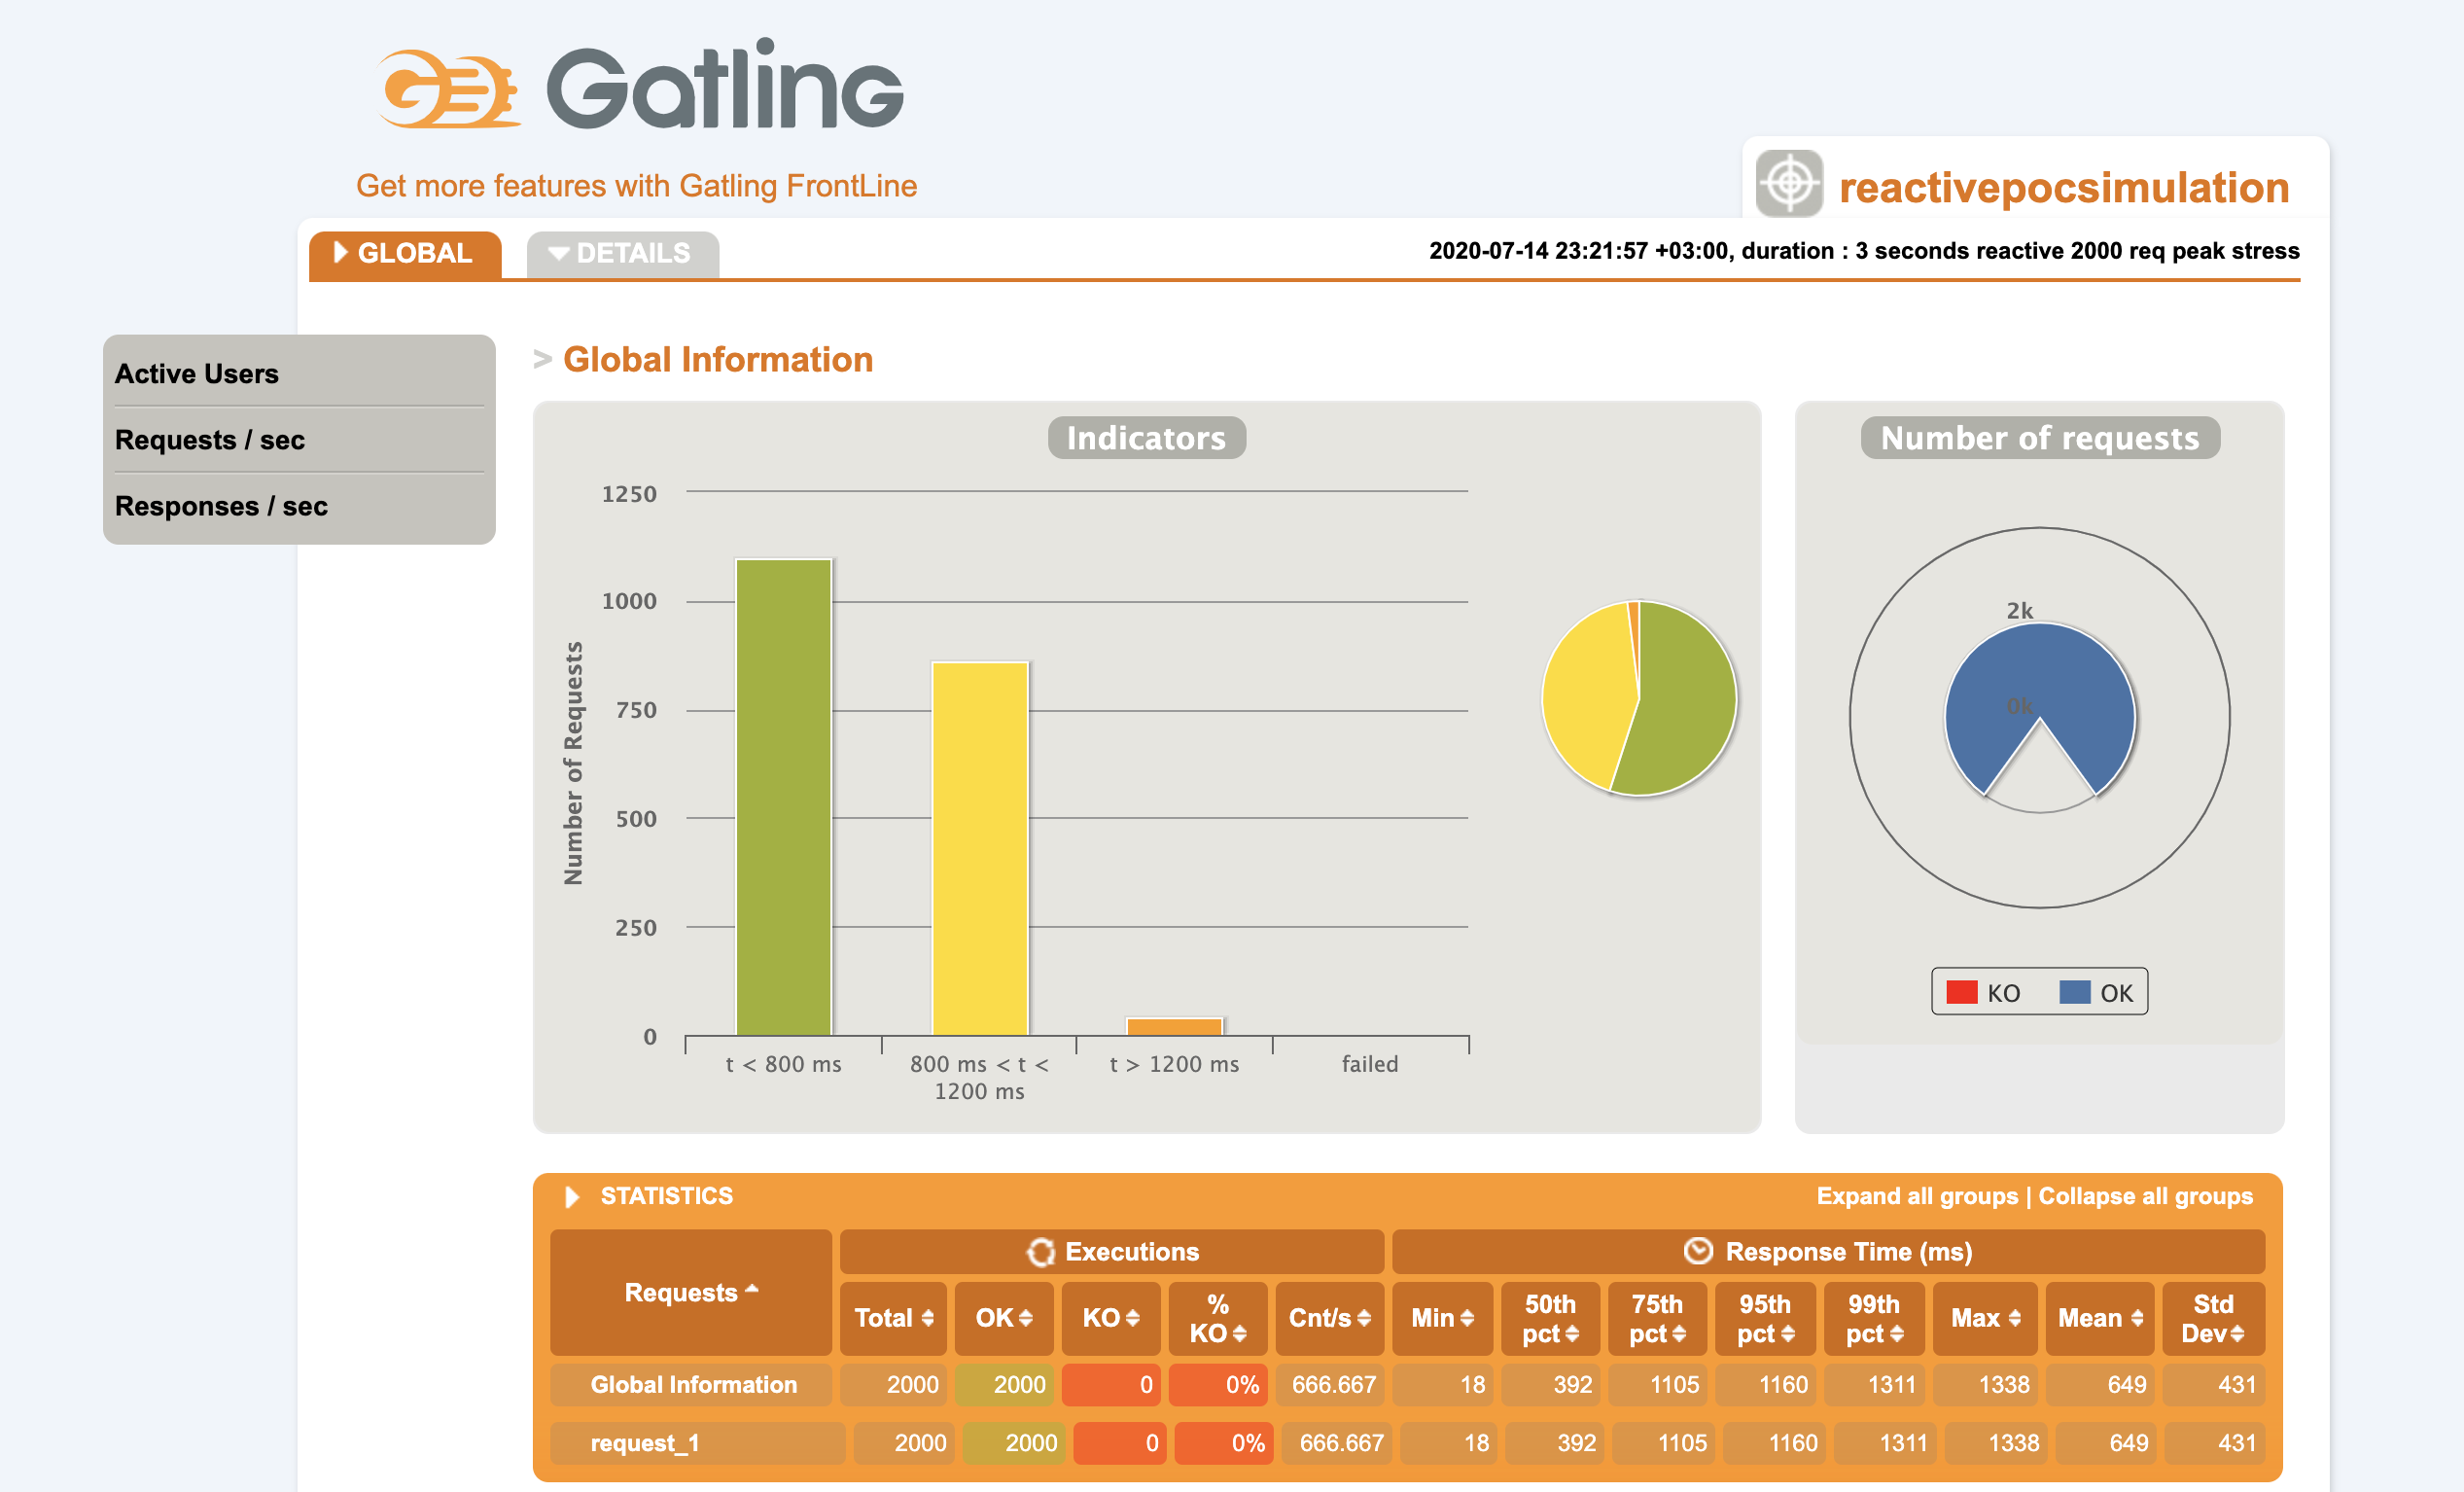 Gatling
Get more features with Gatling FrontLine
reactivepocsimulation
GLOBAL
DETAILS
2020-07-14 23:21:57 +03:00, duration : 3 seconds reactive 2000 req peak stress
Active Users
Requests / sec
Responses / sec
> Global Information
Indicators
Number of Requests
1250
1000
750
500
250
0
t < 800 ms
800 ms < t <
1200 ms
t > 1200 ms
failed
Number of requests
2k
0k
KO
OK
STATISTICS
Expand all groups | Collapse all groups
Requests
Executions
Response Time (ms)
Total
OK
KO
%
KO
Cnt/s
Min
50th
pct
75th
pct
95th
pct
99th
pct
Max
Mean
Std
Dev
Global Information 2000 2000 0 0% 666.667 18 392 1105 1160 1311 1338 649 431
request_1 2000 2000 0 0% 666.667 18 392 1105 1160 1311 1338 649 431